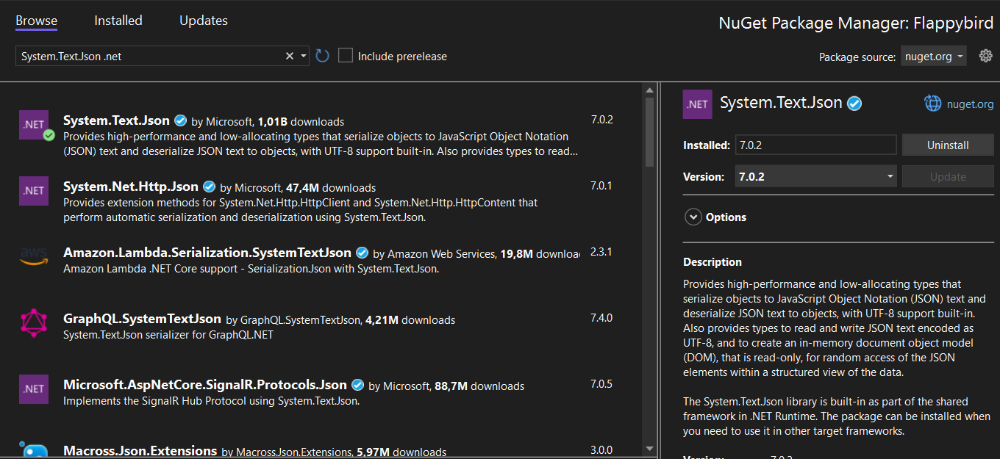 Browse Installed Updates
NuGet Package Manager: Flappybird
System.Text.Json .net
Include prerelease
Package source: nuget.org
.NET
System.Text.Json by Microsoft, 1,01B downloads
7.0.2
Provides high-performance and low-allocating types that serialize objects to JavaScript Object Notation
(JSON) text and deserialize JSON text to objects, with UTF-8 support built-in. Also provides types to read...
.NET
System.Net.Http.Json by Microsoft, 47,4M downloads
7.0.1
Provides extension methods for System.Net.Http.HttpClient and System.Net.Http.HttpContent that
perform automatic serialization and deserialization using System.Text.Json.
aws
Amazon.Lambda.Serialization.SystemTextJson by Amazon Web Services, 19,8M downloa
2.3.1
Amazon Lambda .NET Core support - Serialization.Json with System.Text.Json.
GraphQL.SystemTextJson by GraphQL.SystemTextJson, 4,21M downloads
7.4.0
System.Text.Json serializer for GraphQL.NET
.NET
Microsoft.AspNetCore.SignalR.Protocols.Json by Microsoft, 88,7M downloads
7.0.5
Implements the SignalR Hub Protocol using System.Text.Json.
Macross.Json.Extensions by Macross.Json.Extensions, 5,97M downloads
3.0.0
.NET
System.Text.Json
nuget.org
Installed: 7.0.2 Uninstall
Version: 7.0.2 Update
Options
Description
Provides high-performance and low-allocating types that
serialize objects to JavaScript Object Notation (JSON) text and
deserialize JSON text to objects, with UTF-8 support built-in.
Also provides types to read and write JSON text encoded as
UTF-8, and to create an in-memory document object model
(DOM), that is read-only, for random access of the JSON
elements within a structured view of the data.
The System.Text.Json library is built-in as part of the shared
framework in .NET Runtime. The package can be installed when
you need to use it in other target frameworks.
Version: 7.0.2